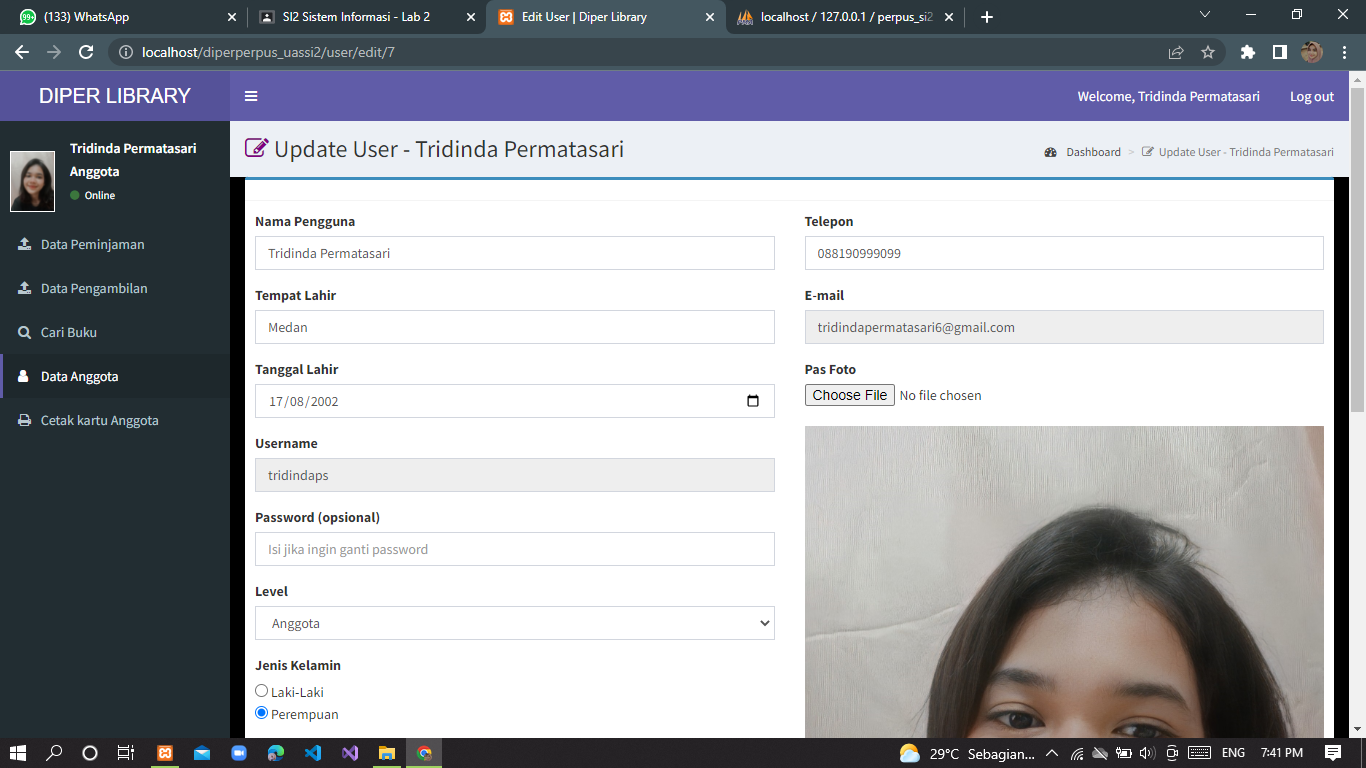 (133) WhatsApp
SI2 Sistem Informasi - Lab 2
Edit User | Diper Library
localhost / 127.0.0.1 / perpus_si2
localhost/diperperpus_uassi2/user/edit/7
DIPER LIBRARY
Welcome, Tridinda Permatasari
Log out
Tridinda Permatasari
Anggota
Online
Data Peminjaman
Data Pengambilan
Cari Buku
Data Anggota
Cetak kartu Anggota
Update User - Tridinda Permatasari
Dashboard > Update User - Tridinda Permatasari
Nama Pengguna
Tridinda Permatasari
Tempat Lahir
Medan
Tanggal Lahir
17/08/2002
Username
tridindaps
Password (opsional)
Isi jika ingin ganti password
Level
Anggota
Jenis Kelamin
Laki-Laki
Perempuan
Telepon
088190999099
E-mail
tridindapermatasari6@gmail.com
Pas Foto
Choose File No file chosen
29°C Sebagian...
ENG
7:41 PM